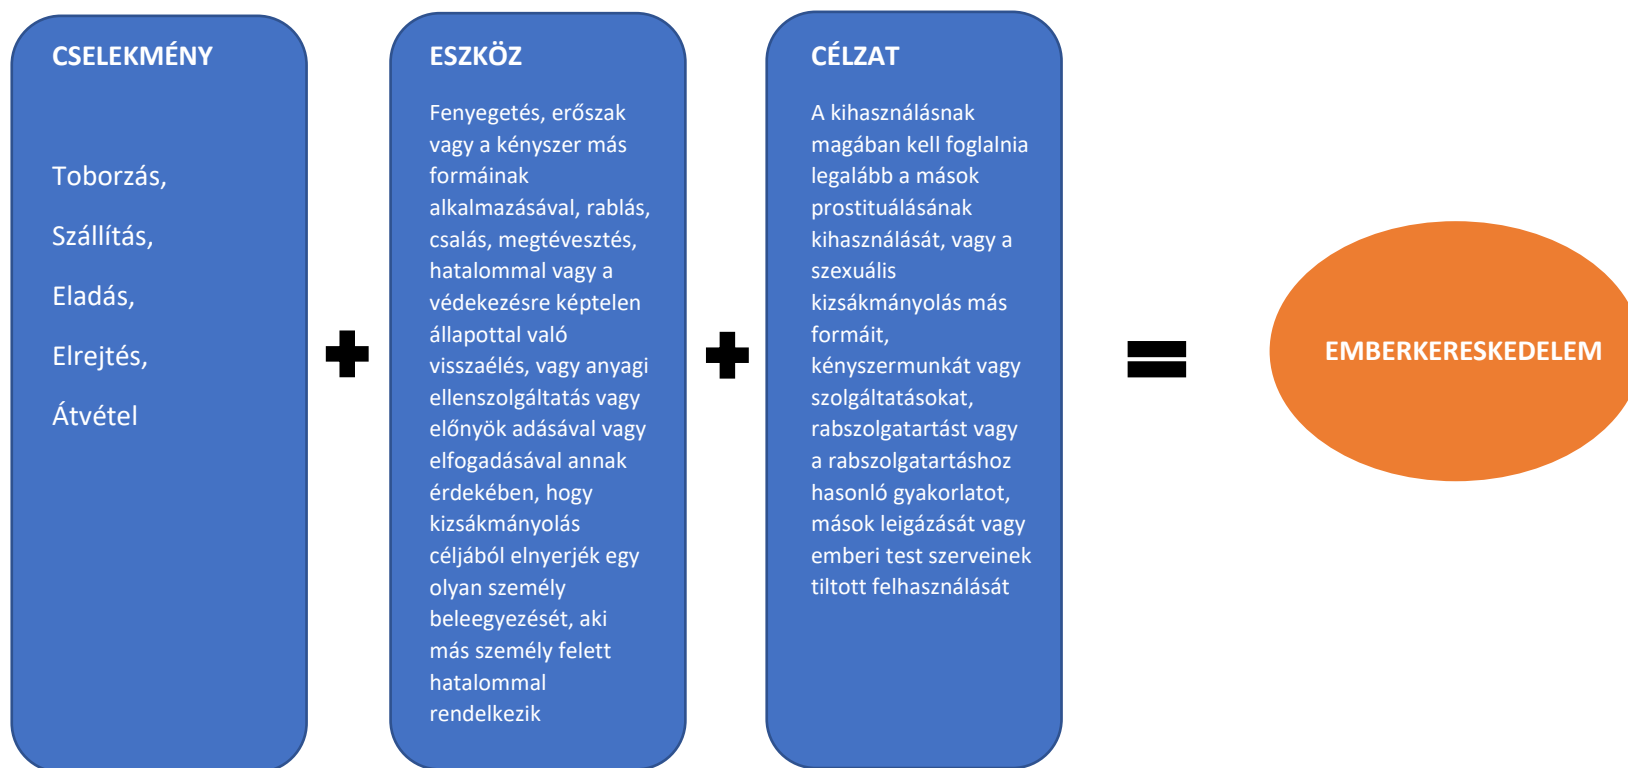 CSELEKMÉNY
Toborzás,
Szállítás,
Eladás,
Elrejtés,
Átvétel
ESZKÖZ
Fenyegetés, erőszak
vagy a kényszer más
formáinak
alkalmazásával, rablás,
csalás, megtévesztés,
hatalommal vagy a
védekezésre képtelen
állapottal való
visszaélés, vagy anyagi
ellenszolgáltatás vagy
előnyök adásával vagy
elfogadásával annak
érdekében, hogy
kizsákmányolás
céljából elnyerjék egy
olyan személy
beleegyezését, aki
más személy felett
hatalommal
rendelkezik
CÉLZAT
A kihasználásnak
magában kell foglalnia
legalább a mások
prostituálásának
kihasználását, vagy a
szexuális
kizsákmányolás más
formáit,
kényszermunkát vagy
szolgáltatásokat,
rabszolgatartást vagy
a rabszolgatartáshoz
hasonló gyakorlatot,
mások leigázását vagy
emberi test szerveinek
tiltott felhasználását
EMBERKERESKEDELEM